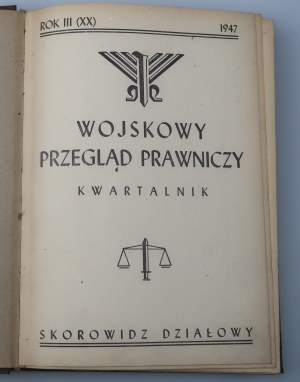 ROK III (XX) 1947
WOJSKOWY
PRZEGLĄD PRAWNICZY
KWARTALNIK
SKOROWIDZ DZIAŁOWY